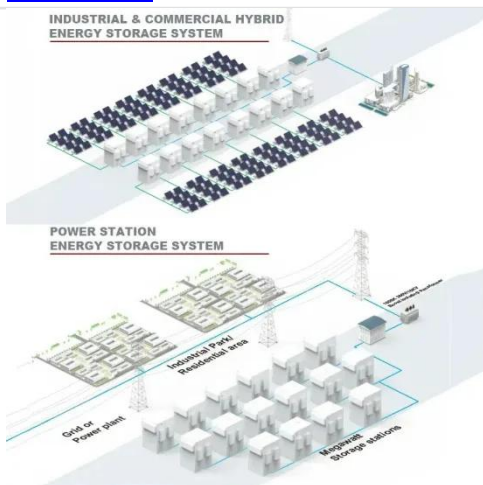 INDUSTRIAL & COMMERCIAL HYBRID
ENERGY STORAGE SYSTEM
POWER STATION
ENERGY STORAGE SYSTEM
Industrial Park/
Residential area
Grid or
Power plant
Megawatt
Storage stations